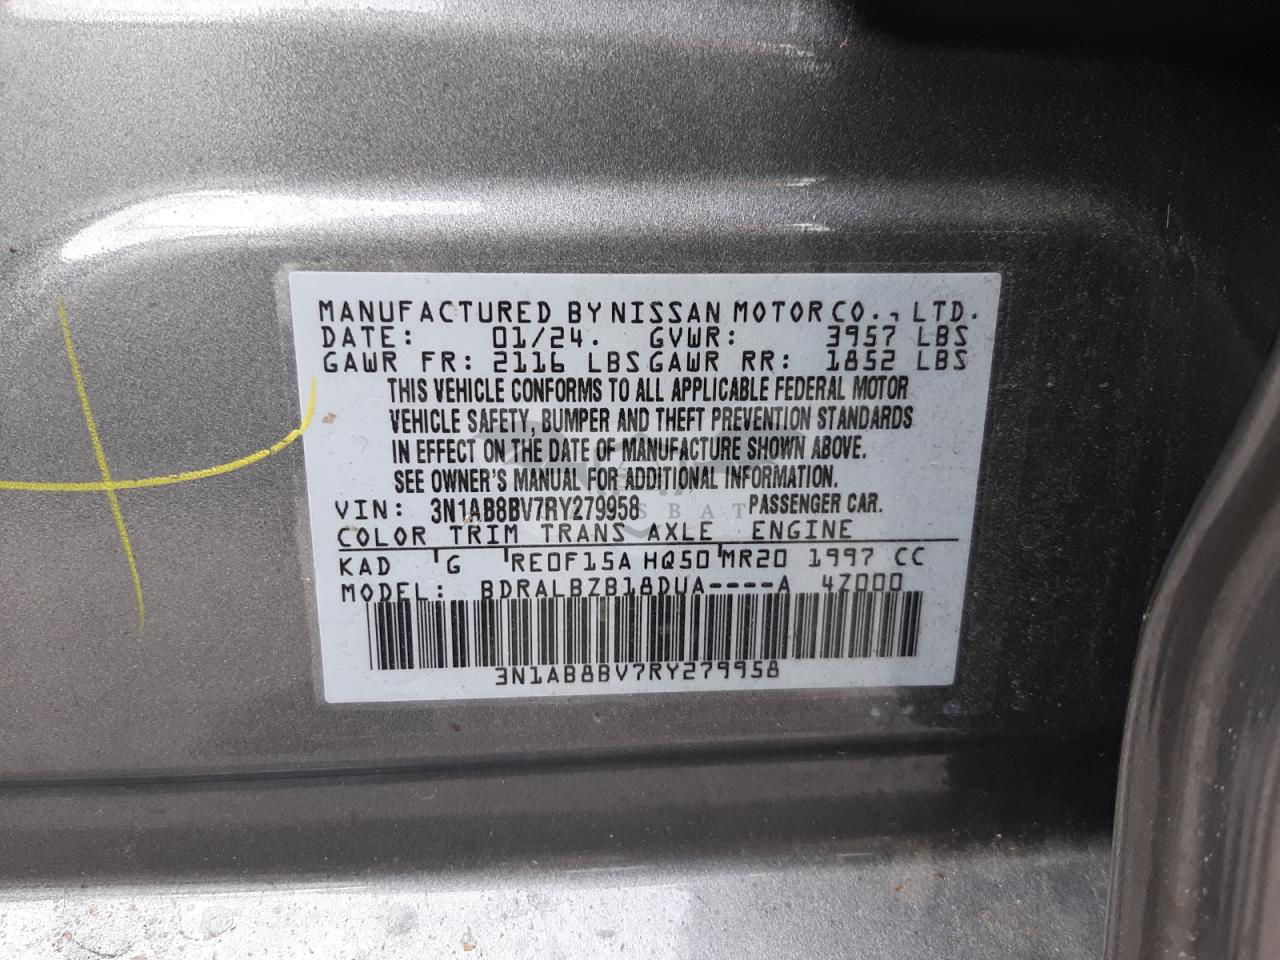 MANUFACTURED BY NISSAN MOTOR CO., LTD.
DATE: 01/24. GVWR: 3957 LBS
GAWR FR: 2116 LBS GAWR RR: 1852 LBS
THIS VEHICLE CONFORMS TO ALL APPLICABLE FEDERAL MOTOR
VEHICLE SAFETY, BUMPER AND THEFT PREVENTION STANDARDS
IN EFFECT ON THE DATE OF MANUFACTURE SHOWN ABOVE.
SEE OWNER'S MANUAL FOR ADDITIONAL INFORMATION.
VIN: 3N1AB8BV7RY279958 PASSENGER CAR.
COLOR TRIM TRANS AXLE ENGINE
KAD G RE0F15A HQ50 MR20 1997 CC
MODEL: BDRALBZB18DUA----A 4Z000
3N1AB8BV7RY279958